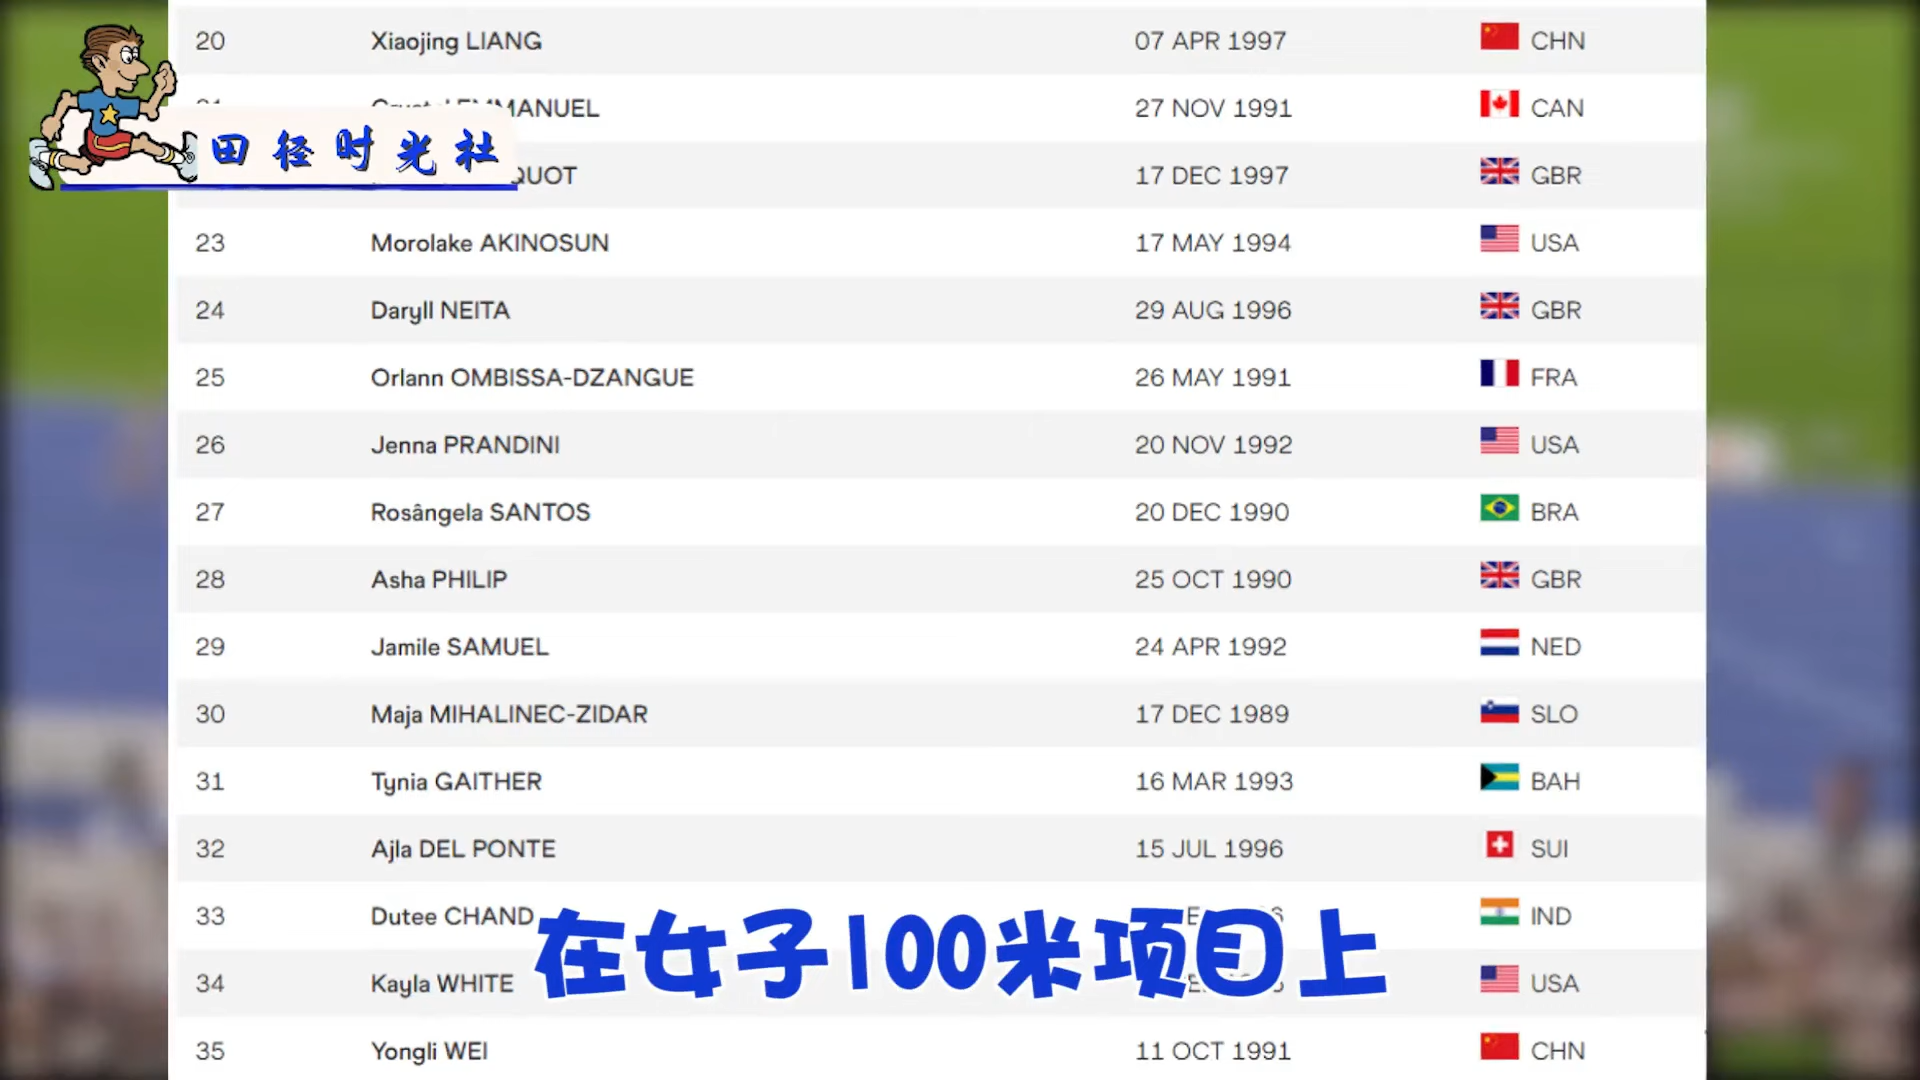 20 Xiaojing LIANG 07 APR 1997 CHN
27 NOV 1991 CAN
田径时光社
17 DEC 1997 GBR
23 Morolake AKINOSUN 17 MAY 1994 USA
24 Daryll NEITA 29 AUG 1996 GBR
25 Orlann OMBISSA-DZANGUE 26 MAY 1991 FRA
26 Jenna PRANDINI 20 NOV 1992 USA
27 Rosângela SANTOS 20 DEC 1990 BRA
28 Asha PHILIP 25 OCT 1990 GBR
29 Jamile SAMUEL 24 APR 1992 NED
30 Maja MIHALINEC-ZIDAR 17 DEC 1989 SLO
31 Tynia GAITHER 16 MAR 1993 BAH
32 Ajla DEL PONTE 15 JUL 1996 SUI
33 Dutee CHAND IND
在女子100米项目上
34 Kayla WHITE USA
35 Yongli WEI 11 OCT 1991 CHN